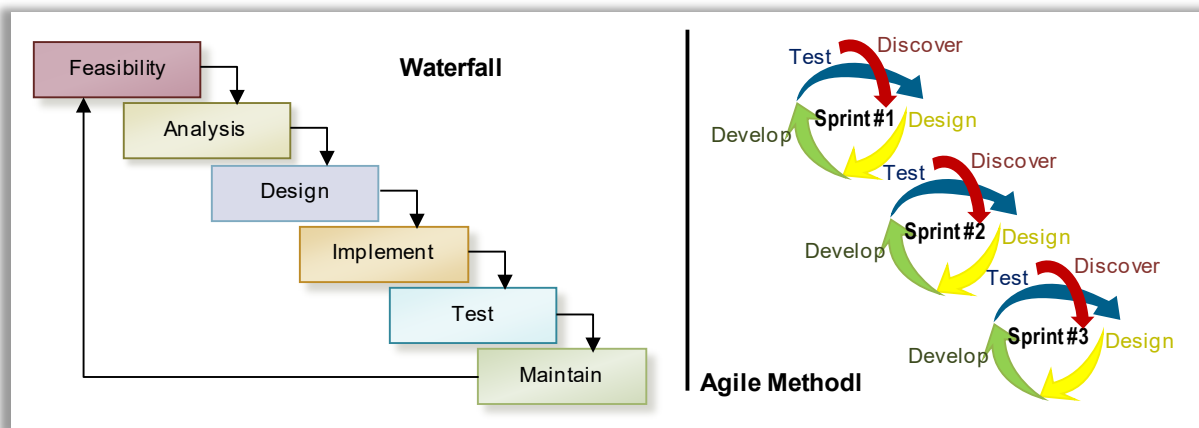 Waterfall
Feasibility
Analysis
Design
Implement
Test
Maintain
Agile Methodl
Discover
Test
Sprint #1
Design
Develop
Discover
Test
Sprint #2
Design
Develop
Discover
Test
Sprint #3
Design
Develop